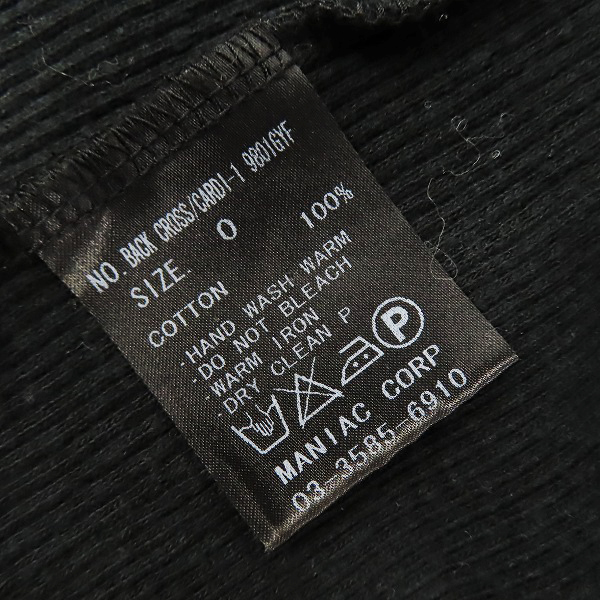 NO. BACK CROSS/CARDI-1 9801GYF
SIZE. 0
COTTON 100%
·HAND WASH WARM
·DO NOT BLEACH
·WARM IRON
·DRY CLEAN P
P
MANIAC CORP
03-3585-6910